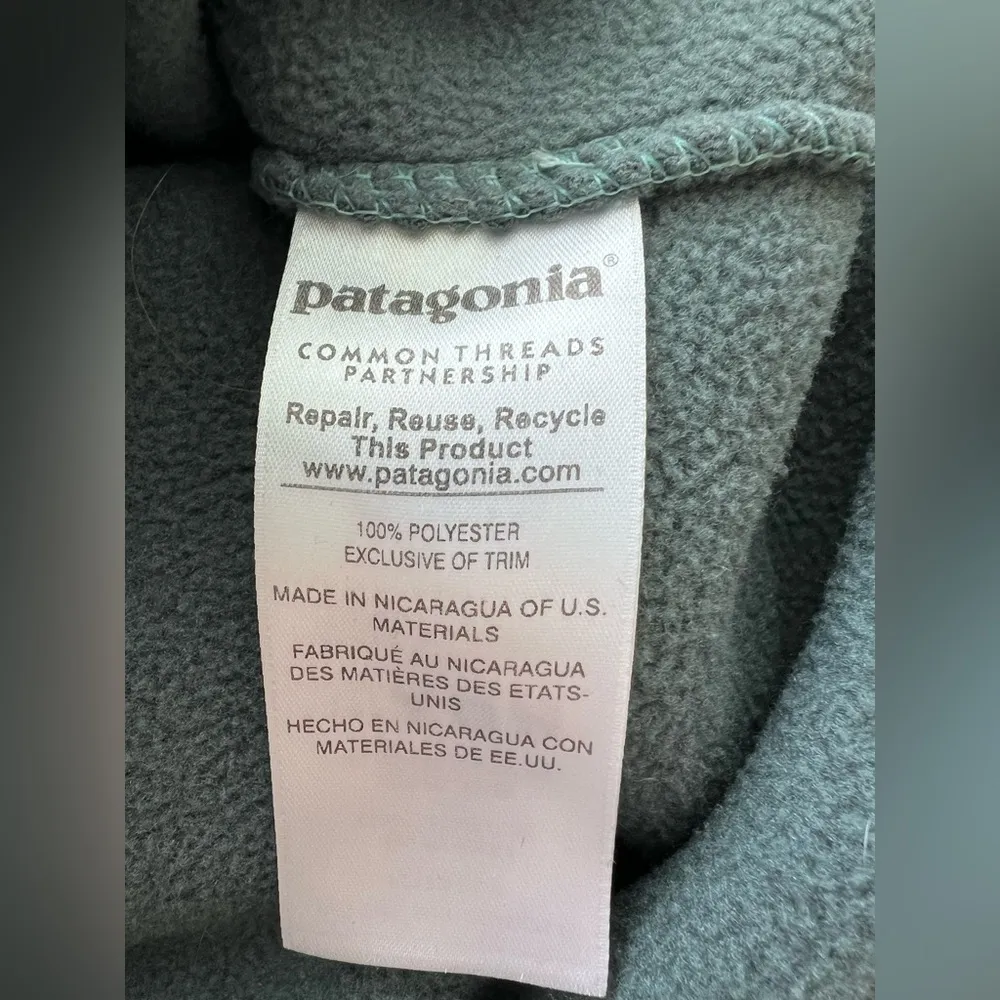 patagonia®
COMMON THREADS
PARTNERSHIP
Repair, Reuse, Recycle
This Product
www.patagonia.com
100% POLYESTER
EXCLUSIVE OF TRIM
MADE IN NICARAGUA OF U.S.
MATERIALS
FABRIQUÉ AU NICARAGUA
DES MATIÈRES DES ETATS-
UNIS
HECHO EN NICARAGUA CON
MATERIALES DE EE.UU.